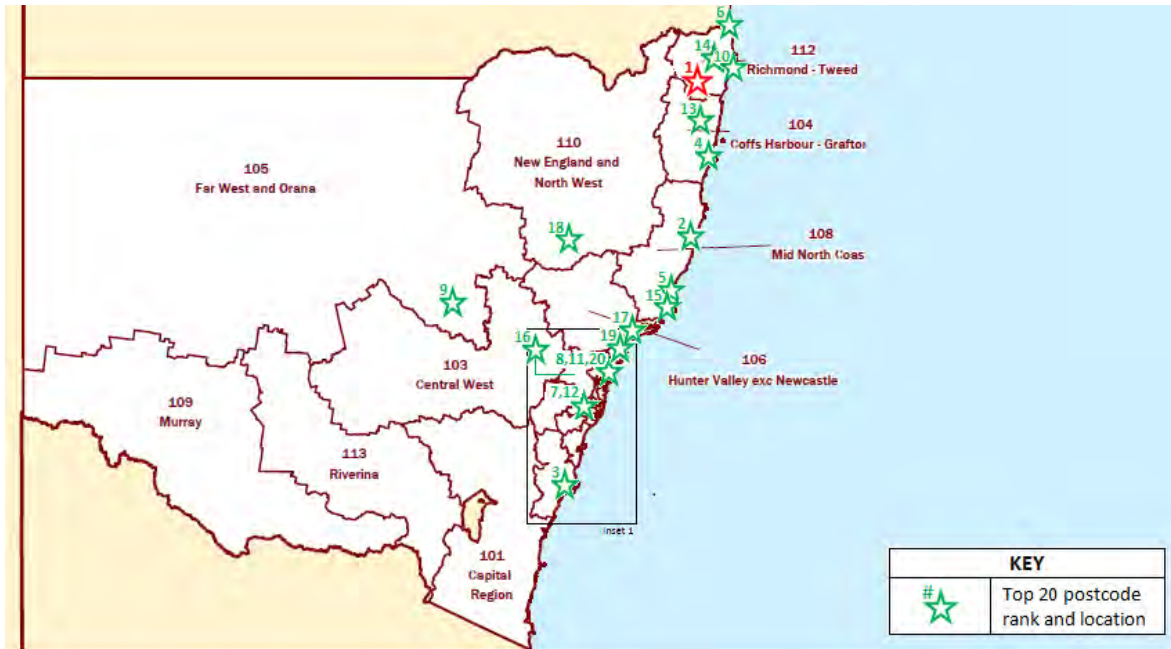 6
112
Richmond - Tweed
14
10
1
13
104
Coffs Harbour - Grafton
4
110
New England and
North West
105
Far West and Orana
2
18
108
Mid North Coas
5
15
9
17
19
16
8,11,20
106
Hunter Valley exc Newcastle
103
Central West
7,12
109
Murray
113
Riverina
3
Inset 1
101
Capital
Region
KEY
#
Top 20 postcode
rank and location